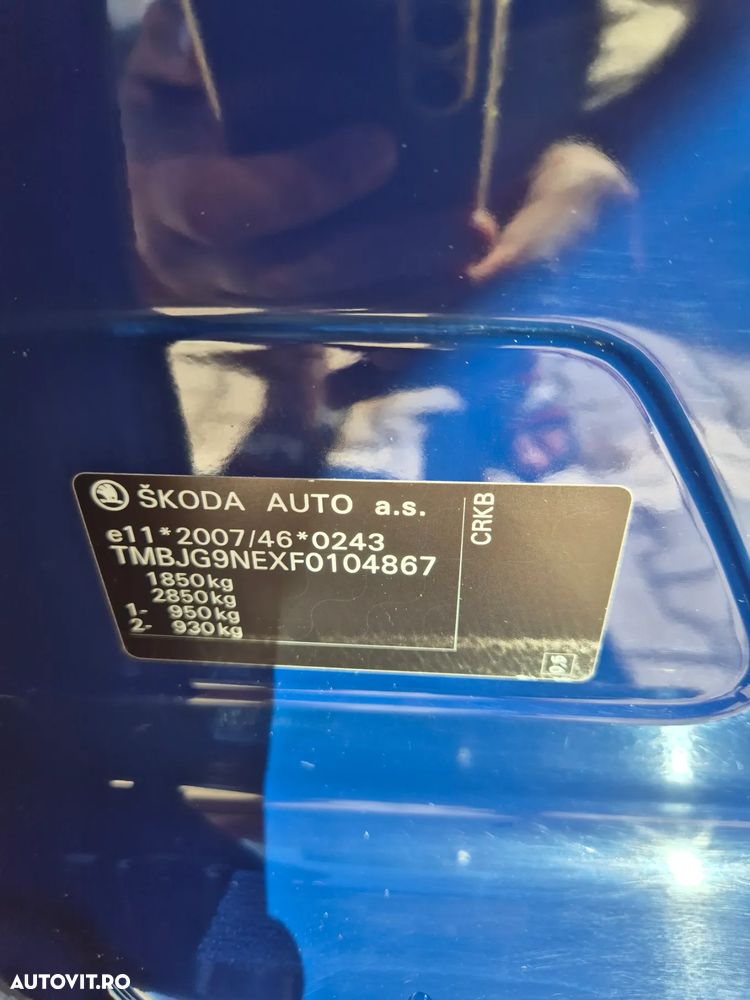 ŠKODA AUTO a.s.
e11*2007/46*0243
TMBJG9NEXF0104867
1850kg
2850kg
1- 950kg
2- 930kg
CRKB
AUTOVIT.RO